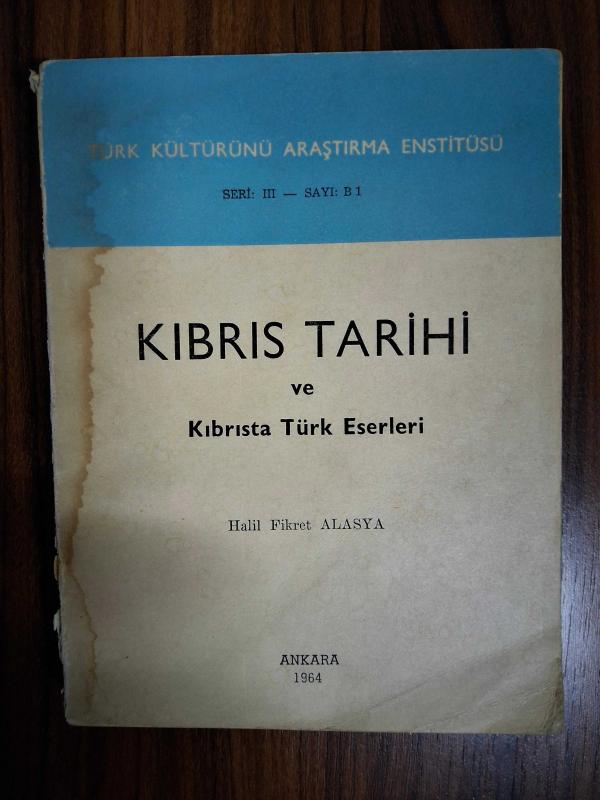 TÜRK KÜLTÜRÜNÜ ARAŞTIRMA ENSTİTÜSÜ
SERİ: III — SAYI: B 1
KIBRIS TARİHİ
ve
Kıbrısta Türk Eserleri
Halil Fikret ALASYA
ANKARA
1964